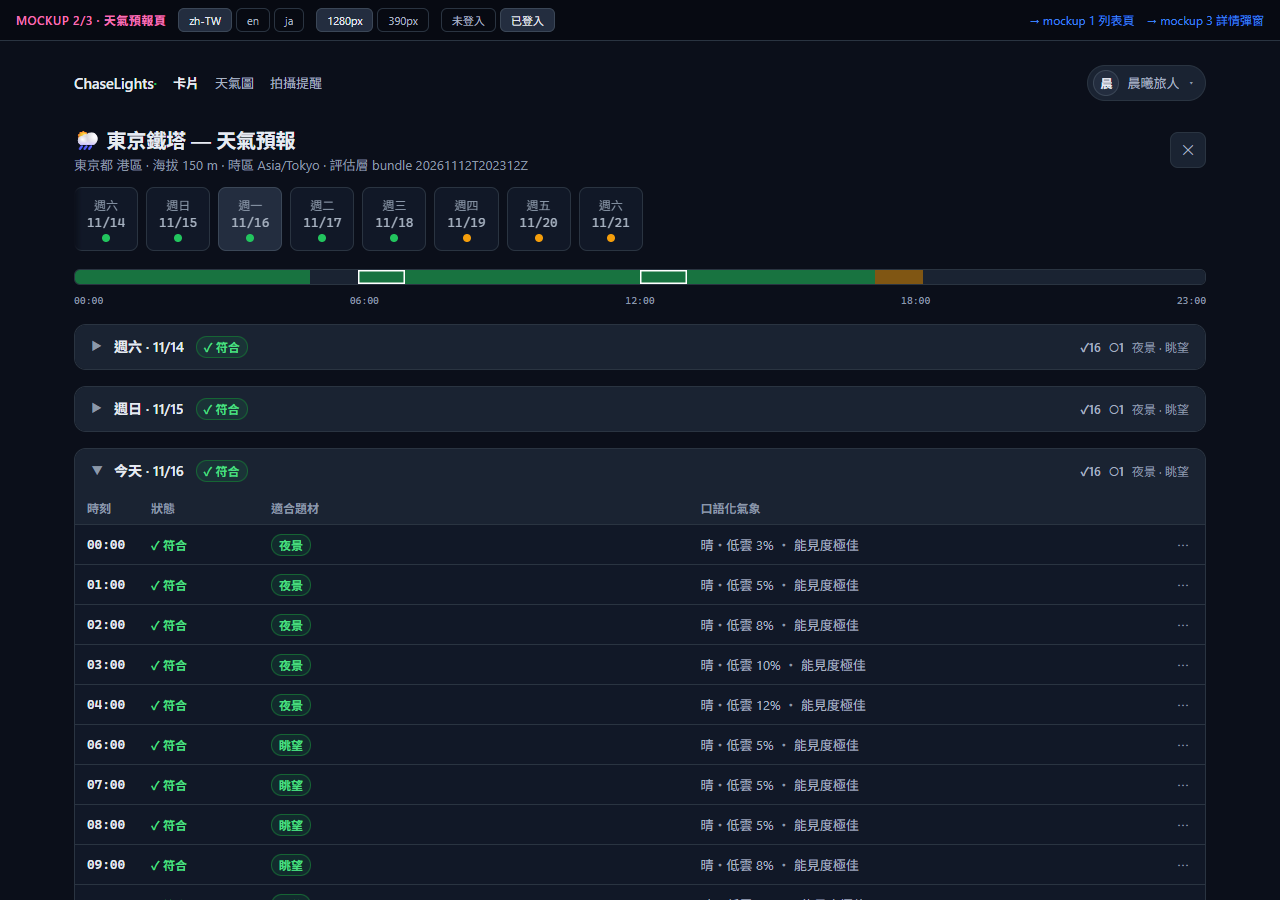 MOCKUP 2/3 · 天氣預報頁 zh-TW en ja 1280px 390px 未登入 已登入 → mockup 1 列表頁 → mockup 3 詳情彈窗
ChaseLights· 卡片 天氣圖 拍攝提醒 晨 晨曦旅人 ·
東京鐵塔 — 天氣預報
東京都 港區 · 海拔 150 m · 時區 Asia/Tokyo · 評估層 bundle 20261112T202312Z
週六 週日 週一 週二 週三 週四 週五 週六
11/14 11/15 11/16 11/17 11/18 11/19 11/20 11/21
00:00 06:00 12:00 18:00 23:00
▶ 週六 · 11/14 ✓ 符合 ✓16 ○1 夜景 · 眺望
▶ 週日 · 11/15 ✓ 符合 ✓16 ○1 夜景 · 眺望
▼ 今天 · 11/16 ✓ 符合 ✓16 ○1 夜景 · 眺望
時刻 狀態 適合題材 口語化氣象
00:00 ✓ 符合 夜景 晴・低雲 3% ・ 能見度極佳 ···
01:00 ✓ 符合 夜景 晴・低雲 5% ・ 能見度極佳 ···
02:00 ✓ 符合 夜景 晴・低雲 8% ・ 能見度極佳 ···
03:00 ✓ 符合 夜景 晴・低雲 10% ・ 能見度極佳 ···
04:00 ✓ 符合 夜景 晴・低雲 12% ・ 能見度極佳 ···
06:00 ✓ 符合 眺望 晴・低雲 5% ・ 能見度極佳 ···
07:00 ✓ 符合 眺望 晴・低雲 5% ・ 能見度極佳 ···
08:00 ✓ 符合 眺望 晴・低雲 5% ・ 能見度極佳 ···
09:00 ✓ 符合 眺望 晴・低雲 8% ・ 能見度極佳 ···